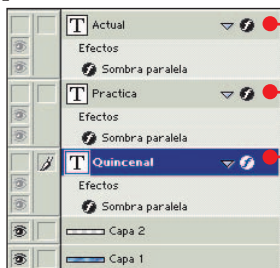 T Actual
Efectos
Sombra paralela
T Practica
Efectos
Sombra paralela
T Quincenal
Efectos
Sombra paralela
Capa 2
Capa 1